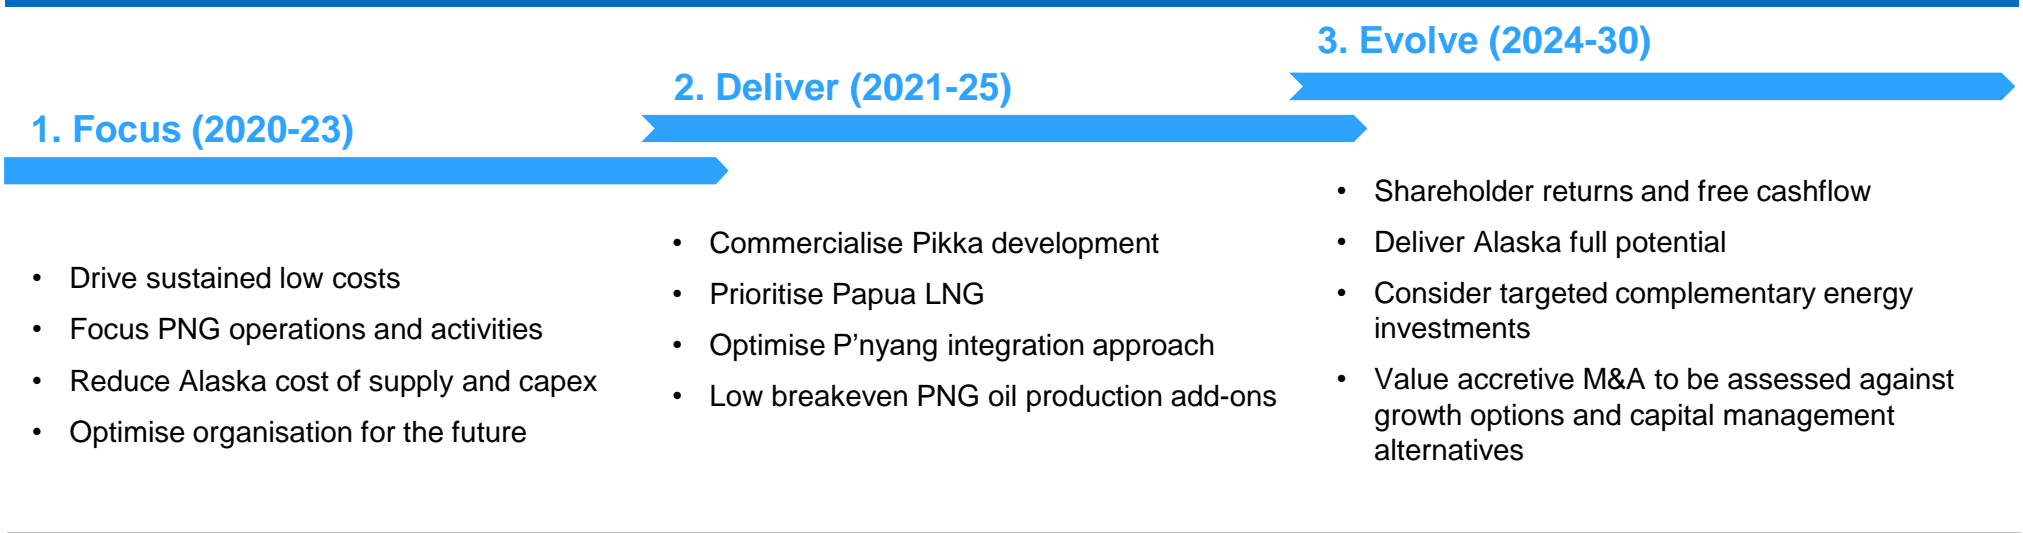 1. Focus (2020-23)
• Drive sustained low costs
• Focus PNG operations and activities
• Reduce Alaska cost of supply and capex
• Optimise organisation for the future
2. Deliver (2021-25)
• Commercialise Pikka development
• Prioritise Papua LNG
• Optimise P’nyang integration approach
• Low breakeven PNG oil production add-ons
3. Evolve (2024-30)
• Shareholder returns and free cashflow
• Deliver Alaska full potential
• Consider targeted complementary energy
investments
• Value accretive M&A to be assessed against
growth options and capital management
alternatives